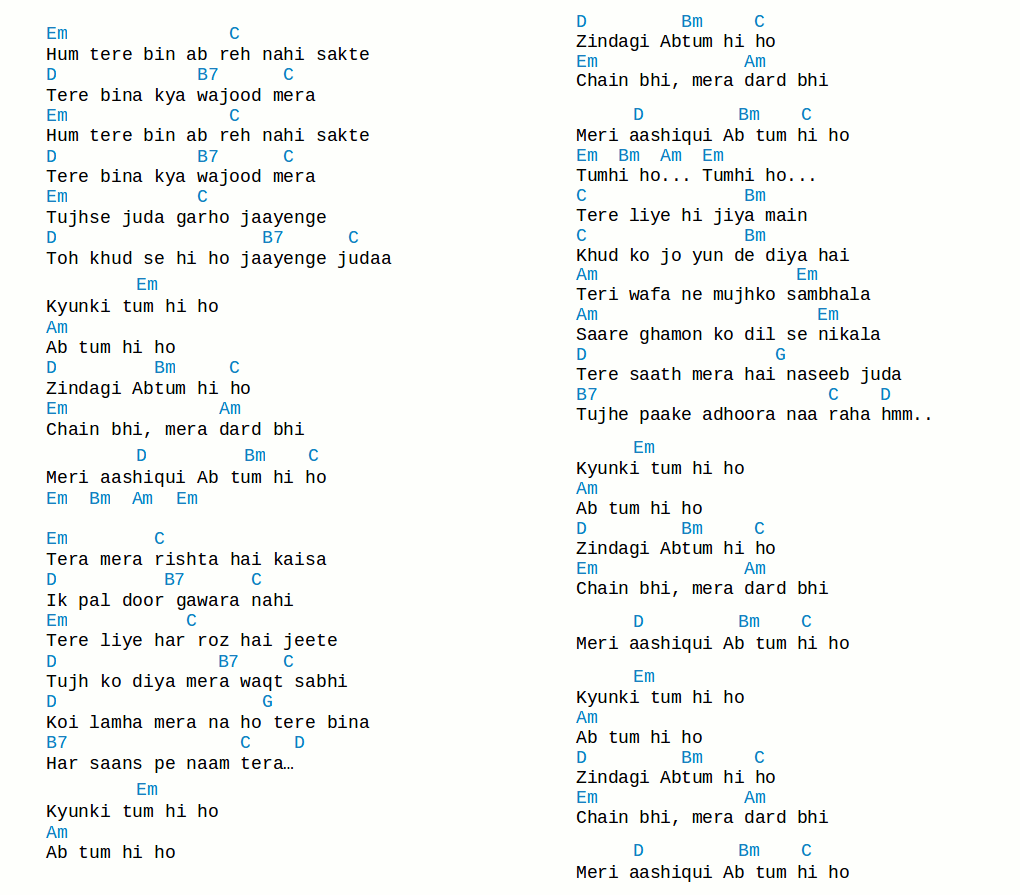 Em               C
Hum tere bin ab reh nahi sakte
D             B7      C
Tere bina kya wajood mera
Em               C
Hum tere bin ab reh nahi sakte
D             B7      C
Tere bina kya wajood mera
Em            C
Tujhse juda garho jaayenge
D                   B7      C
Toh khud se hi ho jaayenge judaa
Em
Kyunki tum hi ho
Am
Ab tum hi ho
D         Bm     C
Zindagi Abtum hi ho
Em              Am
Chain bhi, mera dard bhi
D         Bm    C
Meri aashiqui Ab tum hi ho
Em  Bm  Am  Em
Em        C
Tera mera rishta hai kaisa
D          B7      C
Ik pal door gawara nahi
Em           C
Tere liye har roz hai jeete
D               B7    C
Tujh ko diya mera waqt sabhi
D                   G
Koi lamha mera na ho tere bina
B7                C    D
Har saans pe naam tera…
Em
Kyunki tum hi ho
Am
Ab tum hi ho
D         Bm     C
Zindagi Abtum hi ho
Em              Am
Chain bhi, mera dard bhi
D         Bm    C
Meri aashiqui Ab tum hi ho
Em  Bm  Am  Em
Tumhi ho... Tumhi ho...
C               Bm
Tere liye hi jiya main
C               Bm
Khud ko jo yun de diya hai
Am                   Em
Teri wafa ne mujhko sambhala
Am                     Em
Saare ghamon ko dil se nikala
D                  G
Tere saath mera hai naseeb juda
B7                      C    D
Tujhe paake adhoora naa raha hmm..
Em
Kyunki tum hi ho
Am
Ab tum hi ho
D         Bm     C
Zindagi Abtum hi ho
Em              Am
Chain bhi, mera dard bhi
D         Bm    C
Meri aashiqui Ab tum hi ho
Em
Kyunki tum hi ho
Am
Ab tum hi ho
D         Bm     C
Zindagi Abtum hi ho
Em              Am
Chain bhi, mera dard bhi
D         Bm    C
Meri aashiqui Ab tum hi ho